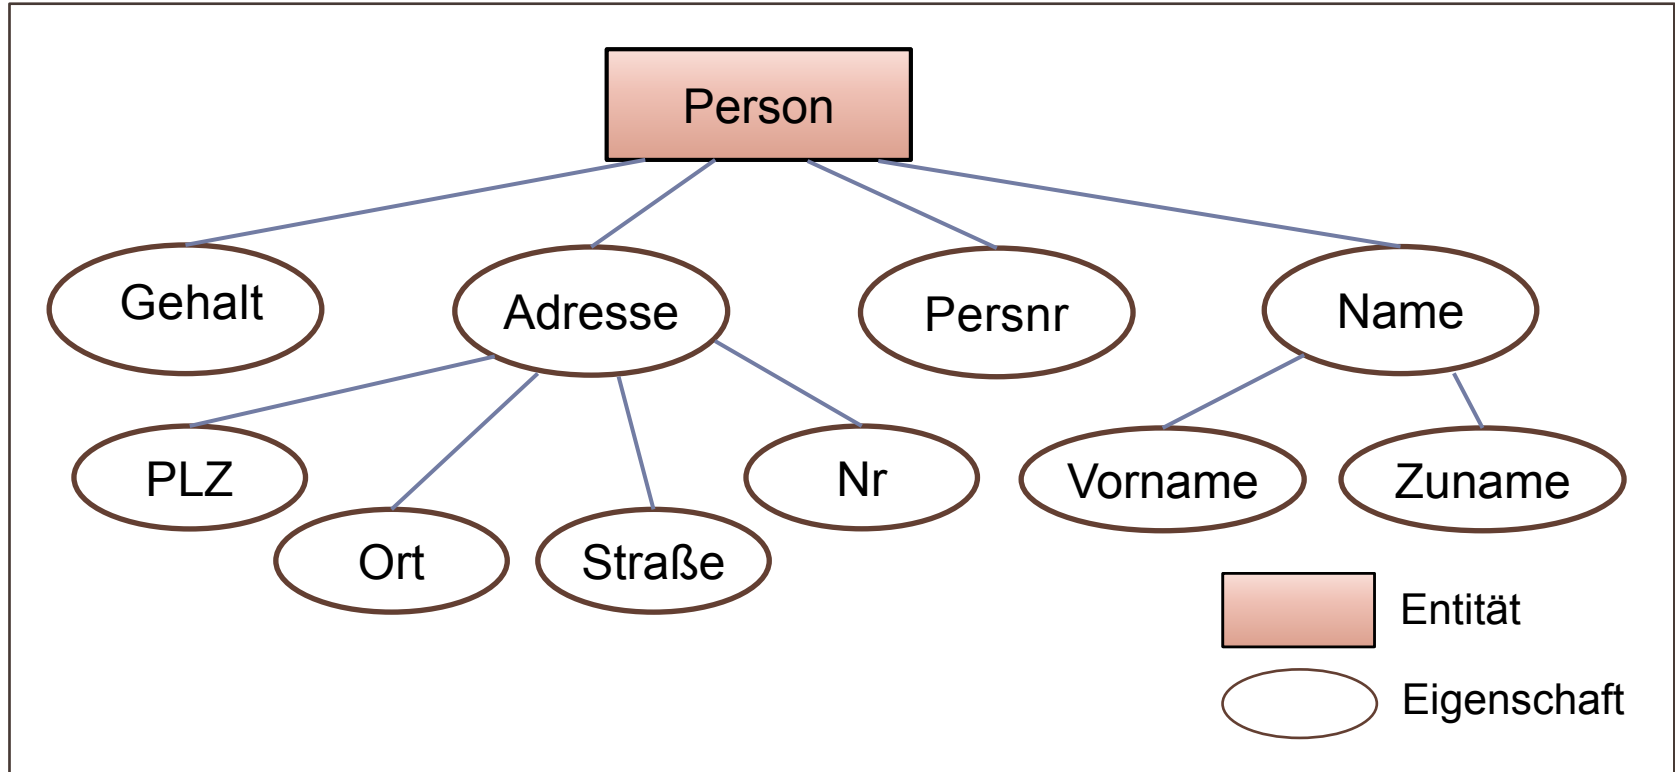 Person
Gehalt
Adresse
Persnr
Name
PLZ
Ort
Straße
Nr
Vorname
Zuname
Entität
Eigenschaft